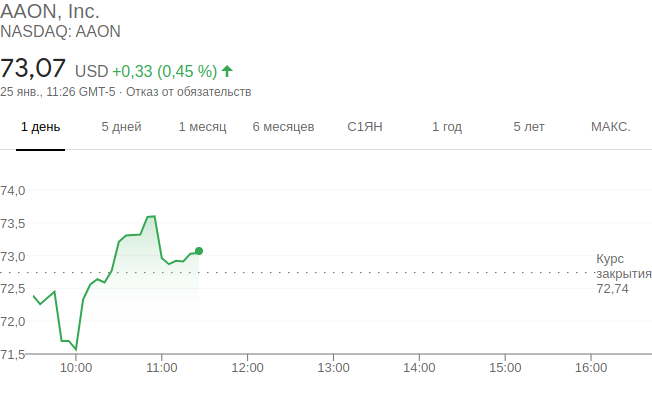 AAON, Inc.
NASDAQ: AAON
73,07 USD +0,33 (0,45 %)
25 янв., 11:26 GMT-5 · Отказ от обязательств
1 день 5 дней 1 месяц 6 месяцев С1ЯН 1 год 5 лет МАКС.
74,0
73,5
73,0
72,5
72,0
71,5
Курс
закрытия
72,74
10:00 11:00 12:00 13:00 14:00 15:00 16:00